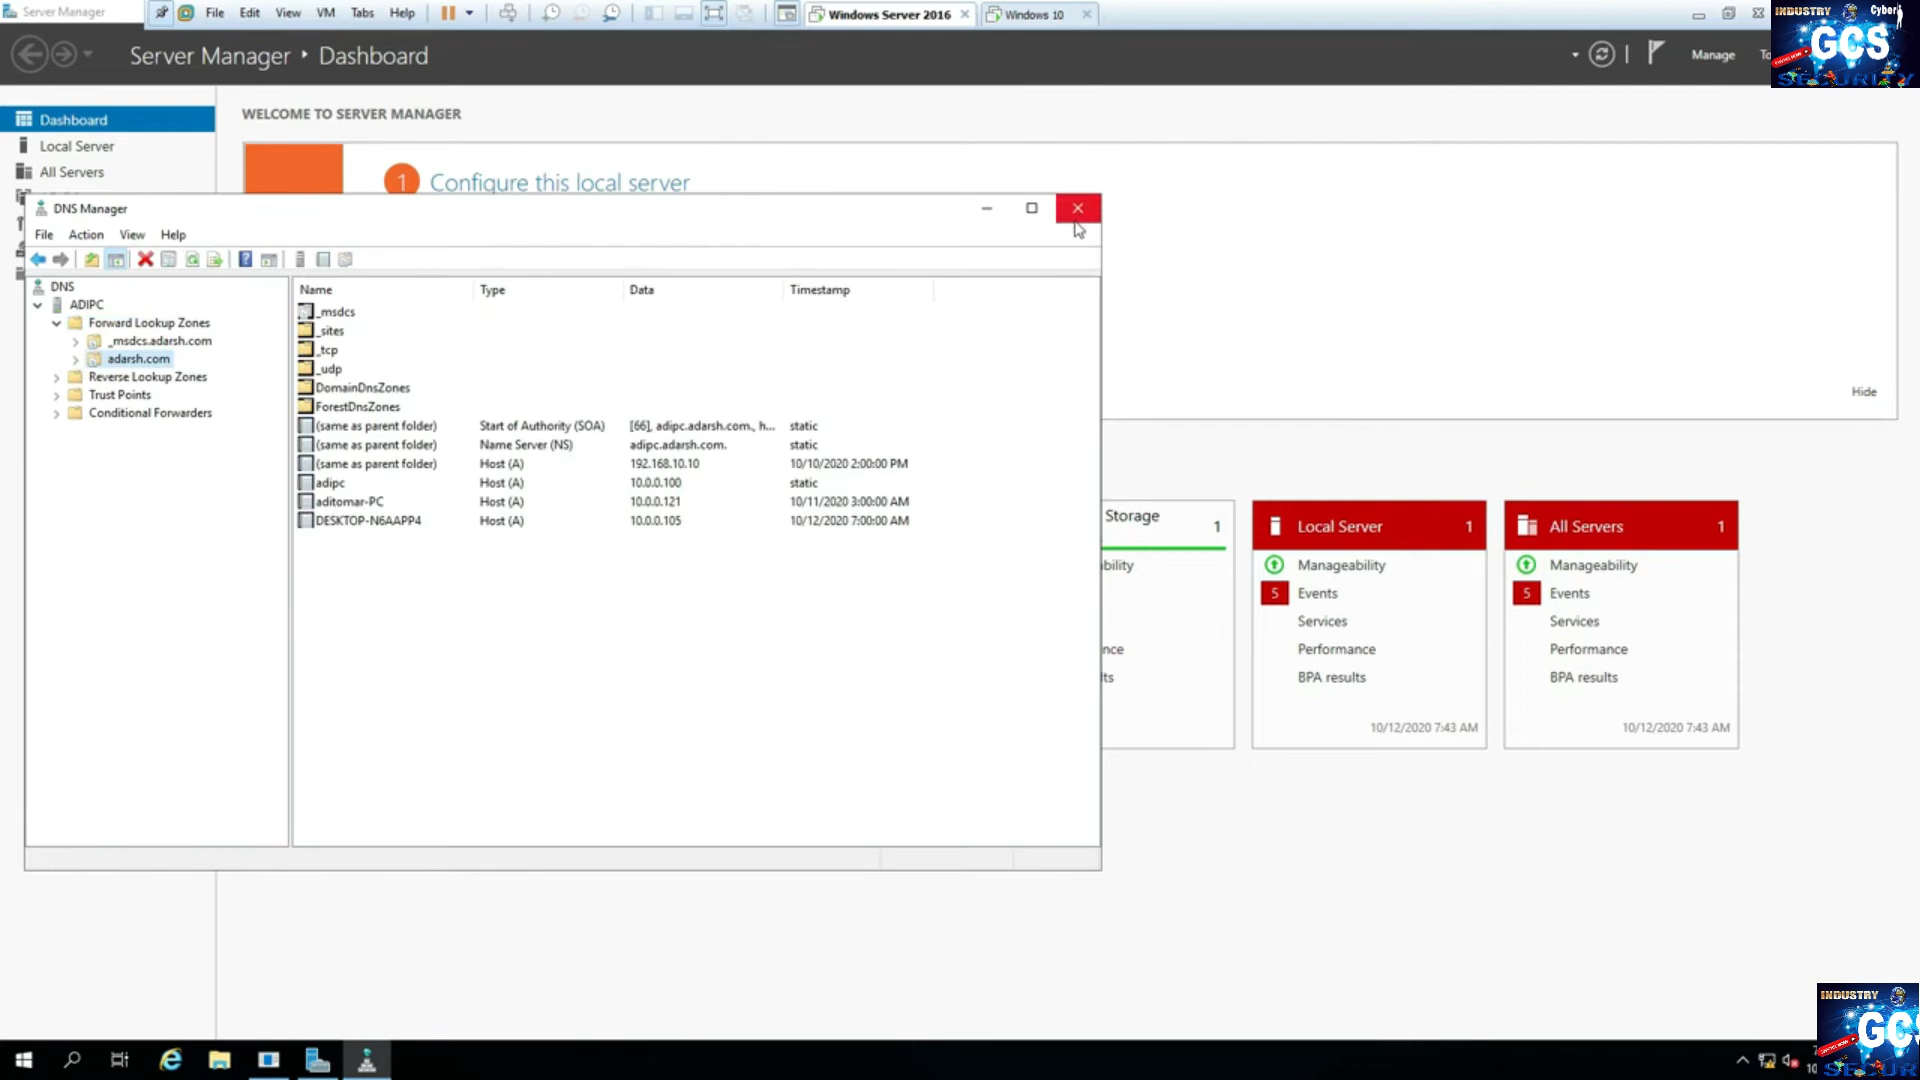 Server Manager
File Edit View VM Tabs Help
Windows Server 2016
Windows 10
INDUSTRY Cyber
GCS
SECURITY
Server Manager ‣ Dashboard
Manage
WELCOME TO SERVER MANAGER
Dashboard
Local Server
All Servers
1 Configure this local server
Hide
DNS Manager
File Action View Help
DNS
ADIPC
Forward Lookup Zones
_msdcs.adarsh.com
adarsh.com
Reverse Lookup Zones
Trust Points
Conditional Forwarders
Name Type Data Timestamp
_msdcs
_sites
_tcp
_udp
DomainDnsZones
ForestDnsZones
(same as parent folder) Start of Authority (SOA) [66], adipc.adarsh.com., h... static
(same as parent folder) Name Server (NS) adipc.adarsh.com. static
(same as parent folder) Host (A) 192.168.10.10 10/10/2020 2:00:00 PM
adipc Host (A) 10.0.0.100 static
aditomar-PC Host (A) 10.0.0.121 10/11/2020 3:00:00 AM
DESKTOP-N6AAPP4 Host (A) 10.0.0.105 10/12/2020 7:00:00 AM
Storage 1
bility
nce
ts
Local Server 1
Manageability
5 Events
Services
Performance
BPA results
10/12/2020 7:43 AM
All Servers 1
Manageability
5 Events
Services
Performance
BPA results
10/12/2020 7:43 AM
INDUSTRY
GCS
SECUR